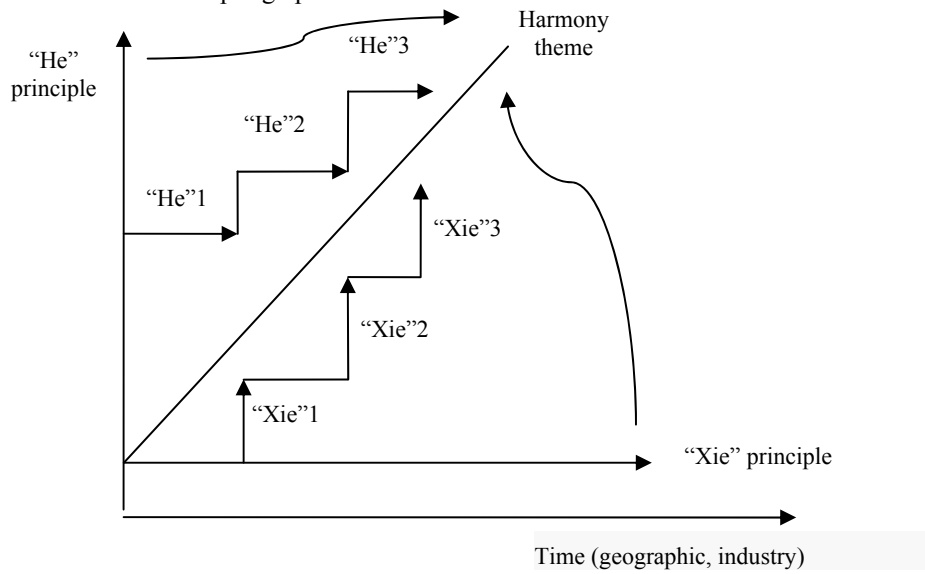 Harmony
theme
“He”
principle
“He”3
“He”2
“He”1
“Xie”3
“Xie”2
“Xie”1
“Xie” principle
Time (geographic, industry)